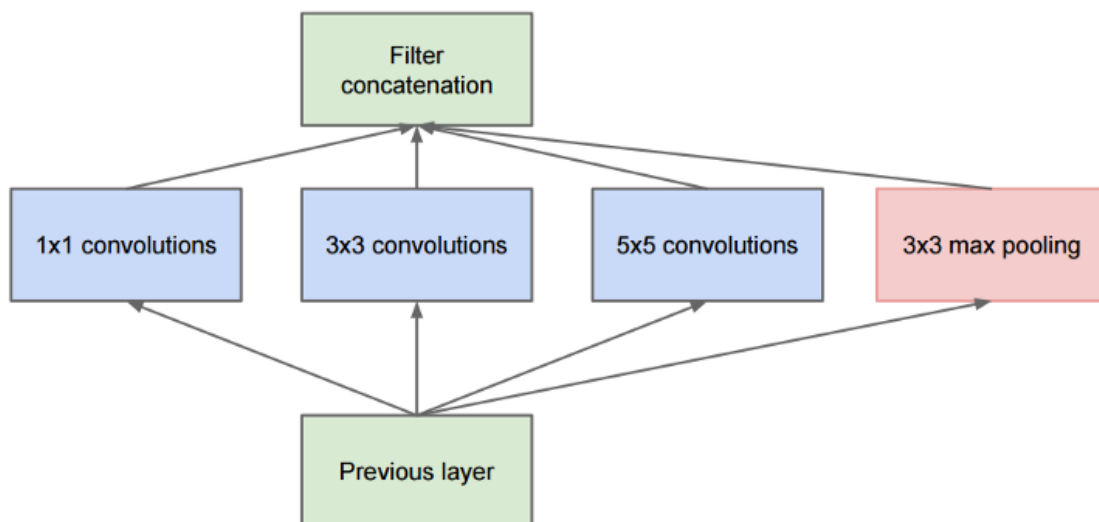 Filter
concatenation
1x1 convolutions
3x3 convolutions
5x5 convolutions
3x3 max pooling
Previous layer